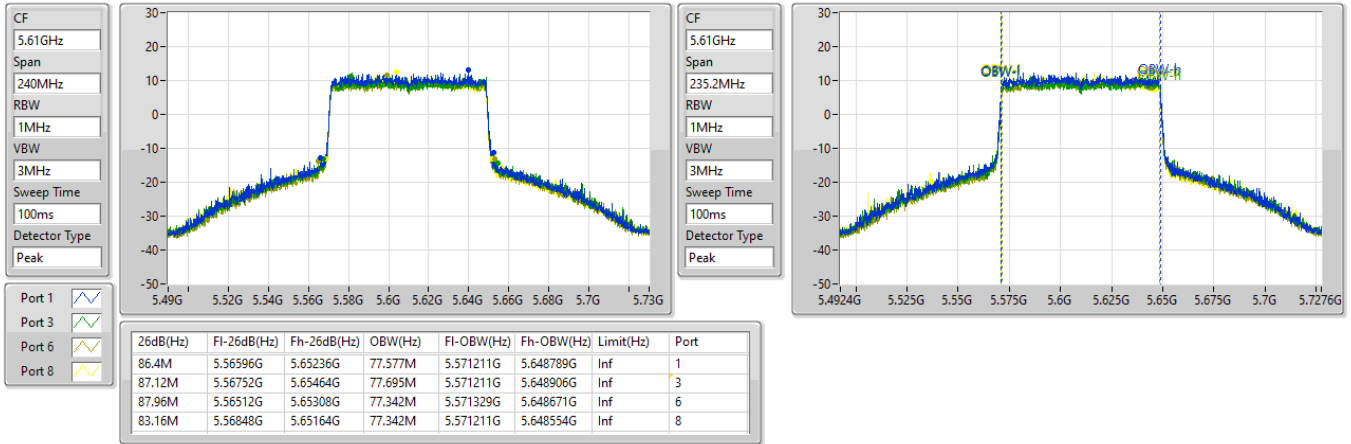 CF
5.61GHz
Span
240MHz
RBW
1MHz
VBW
3MHz
Sweep Time
100ms
Detector Type
Peak
30
20
10
0
-10
-20
-30
-40
-50
5.49G 5.52G 5.54G 5.56G 5.58G 5.6G 5.62G 5.64G 5.66G 5.68G 5.7G 5.73G
CF
5.61GHz
Span
235.2MHz
RBW
1MHz
VBW
3MHz
Sweep Time
100ms
Detector Type
Peak
30
20
10
0
-10
-20
-30
-40
-50
OBW-l OBW-h
5.4924G 5.525G 5.55G 5.575G 5.6G 5.625G 5.65G 5.675G 5.7G 5.7276G
Port 1
Port 3
Port 6
Port 8
26dB(Hz) Fl-26dB(Hz) Fh-26dB(Hz) OBW(Hz) Fl-OBW(Hz) Fh-OBW(Hz) Limit(Hz) Port
86.4M 5.56596G 5.65236G 77.577M 5.571211G 5.648789G Inf 1
87.12M 5.56752G 5.65464G 77.695M 5.571211G 5.648906G Inf 3
87.96M 5.56512G 5.65308G 77.342M 5.571329G 5.648671G Inf 6
83.16M 5.56848G 5.65164G 77.342M 5.571211G 5.648554G Inf 8